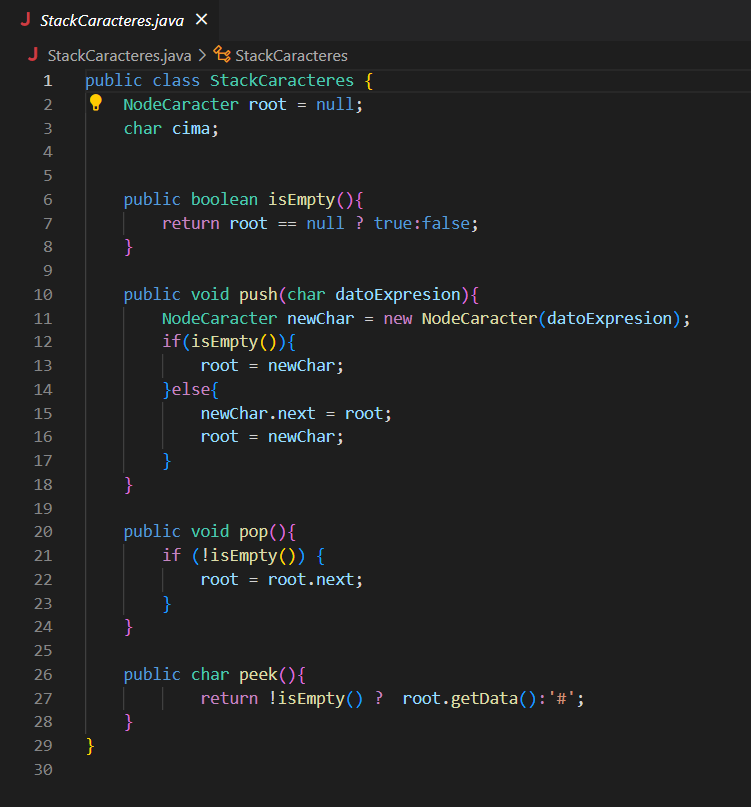 J StackCaracteres.java ×
J StackCaracteres.java > StackCaracteres
1 public class StackCaracteres {
2     NodeCaracter root = null;
3     char cima;
4
5
6     public boolean isEmpty(){
7         return root == null ? true:false;
8     }
9
10     public void push(char datoExpresion){
11         NodeCaracter newChar = new NodeCaracter(datoExpresion);
12         if(isEmpty()){
13             root = newChar;
14         }else{
15             newChar.next = root;
16             root = newChar;
17         }
18     }
19
20     public void pop(){
21         if (!isEmpty()) {
22             root = root.next;
23         }
24     }
25
26     public char peek(){
27             return !isEmpty() ?  root.getData():'#';
28     }
29 }
30